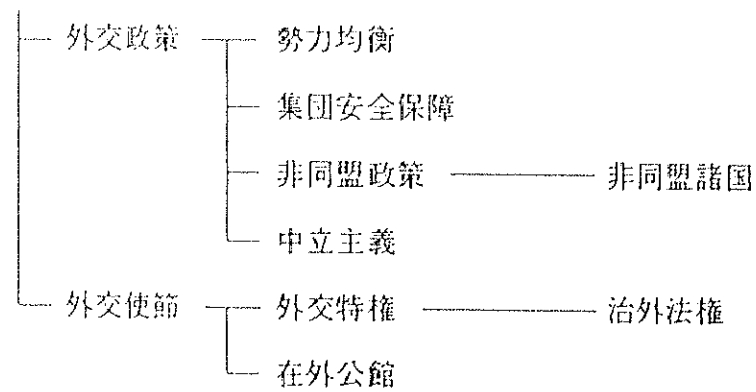 外交政策 勢力均衡
集団安全保障
非同盟政策 非同盟諸国
中立主義
外交使節 外交特権 治外法権
在外公館